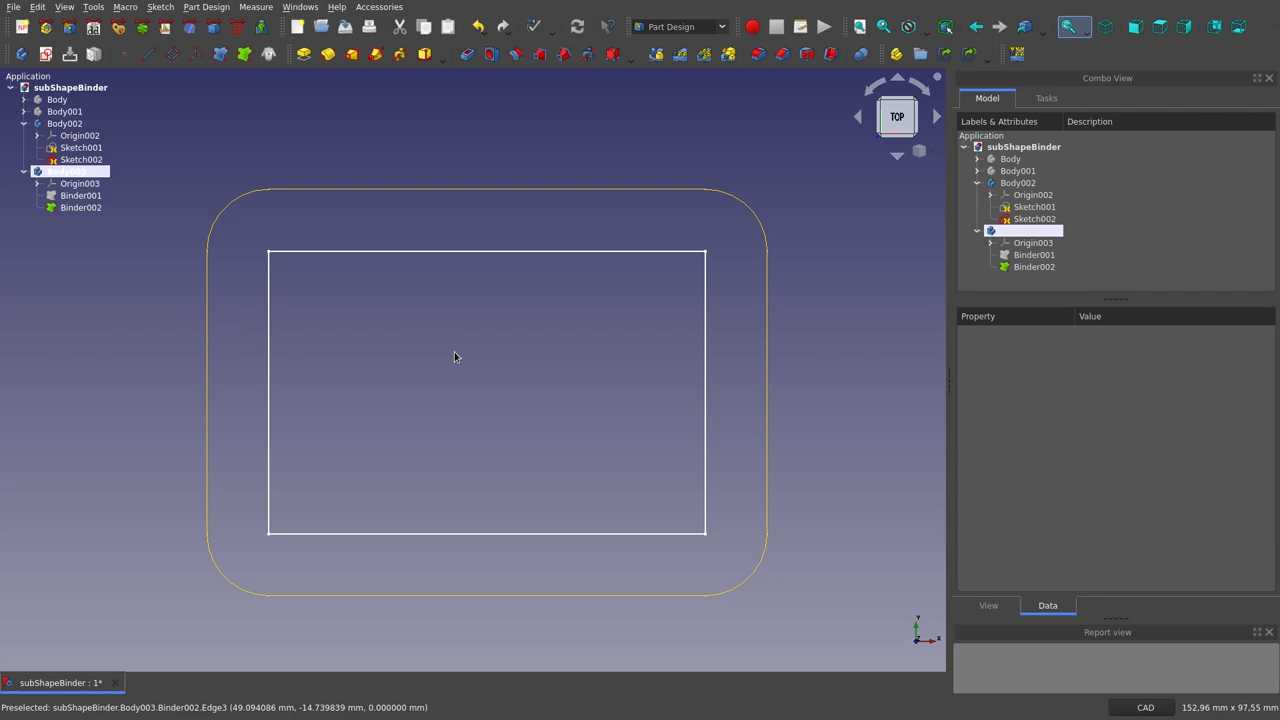 File Edit View Tools Macro Sketch Part Design Measure Windows Help Accessories
Part Design
Application
subShapeBinder
Body
Body001
Body002
Origin002
Sketch001
Sketch002
Body003
Origin003
Binder001
Binder002
TOP
Y
X
Z
Combo View
Model Tasks
Labels & Attributes Description
Application
subShapeBinder
Body
Body001
Body002
Origin002
Sketch001
Sketch002
Origin003
Binder001
Binder002
Property Value
View Data
Report view
subShapeBinder : 1*
Preselected: subShapeBinder.Body003.Binder002.Edge3 (49.094086 mm, -14.739839 mm, 0.000000 mm)
CAD 152,96 mm x 97,55 mm